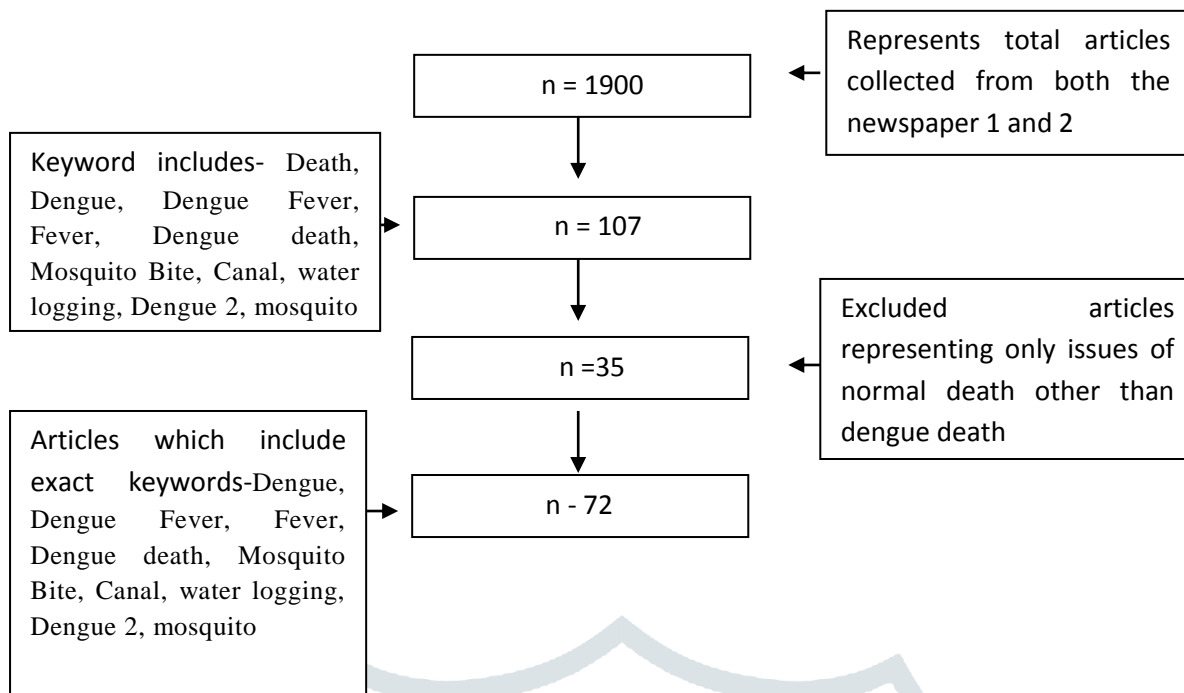 n = 1900
Represents total articles
collected from both the
newspaper 1 and 2
Keyword includes- Death,
Dengue, Dengue Fever,
Fever, Dengue death,
Mosquito Bite, Canal, water
logging, Dengue 2, mosquito
n = 107
n =35
Excluded articles
representing only issues of
normal death other than
dengue death
Articles which include
exact keywords-Dengue,
Dengue Fever, Fever,
Dengue death, Mosquito
Bite, Canal, water logging,
Dengue 2, mosquito
n - 72